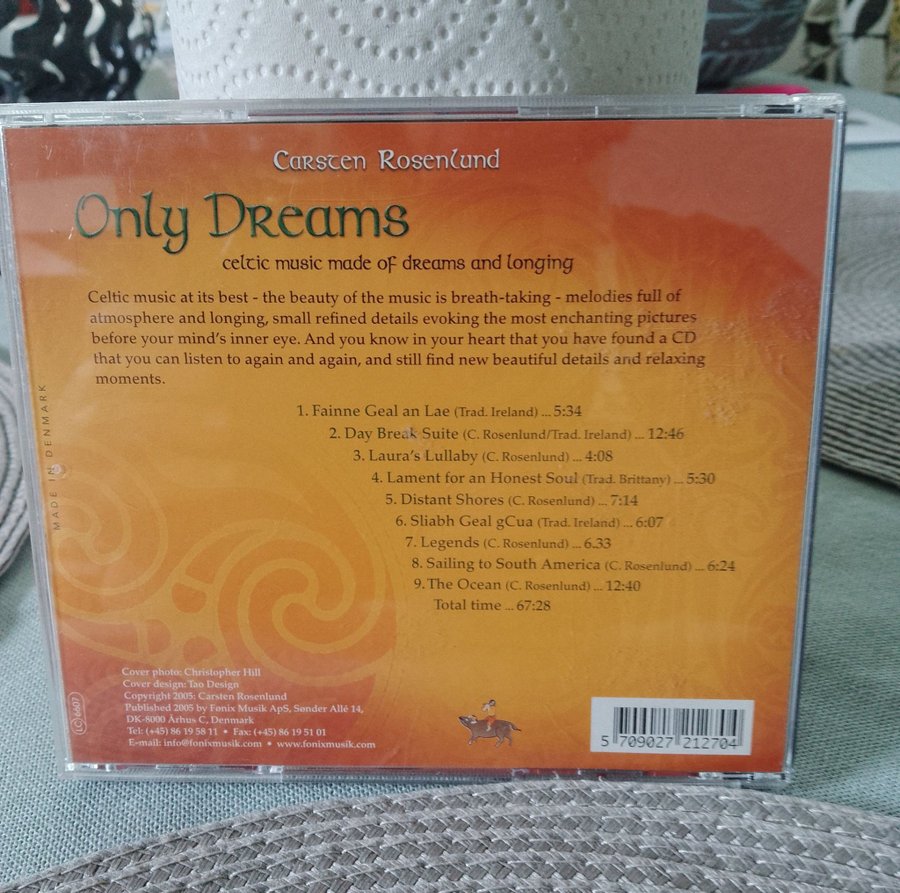 Carsten Rosenlund
Only Dreams
celtic music made of dreams and longing
Celtic music at its best - the beauty of the music is breath-taking - melodies full of
atmosphere and longing, small refined details evoking the most enchanting pictures
before your mind's inner eye. And you know in your heart that you have found a CD
that you can listen to again and again, and still find new beautiful details and relaxing
moments.
1. Fainne Geal an Lae (Trad. Ireland) ... 5:34
2. Day Break Suite (C. Rosenlund/Trad. Ireland) ... 12:46
3. Laura's Lullaby (C. Rosenlund) ... 4:08
4. Lament for an Honest Soul (Trad. Brittany) ... 5:30
5. Distant Shores (C. Rosenlund) ... 7:14
6. Sliabh Geal gCua (Trad. Ireland) ... 6:07
7. Legends (C. Rosenlund) ... 6.33
8. Sailing to South America (C. Rosenlund) ... 6:24
9. The Ocean (C. Rosenlund) ... 12:40
Total time ... 67:28
MADE IN DENMARK
Cover photo: Christopher Hill
Cover design: Tao Design
Copyright 2005: Carsten Rosenlund
Published 2005 by Fønix Musik ApS, Sønder Allé 14,
DK-8000 Århus C, Denmark
Tel: (+45) 86 19 58 11 • Fax: (+45) 86 19 51 01
E-mail: info@fonixmusik.com • www.fonixmusik.com
LC 6607
5 709027 212704